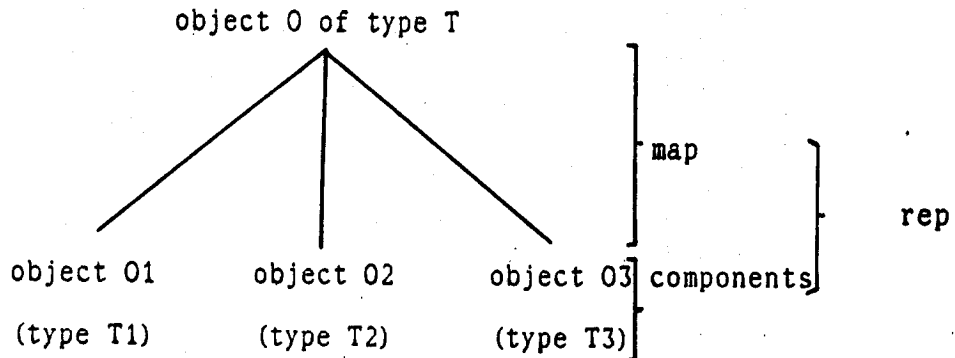 object O of type T
map
rep
object O1 object O2 object O3 components
(type T1) (type T2) (type T3)